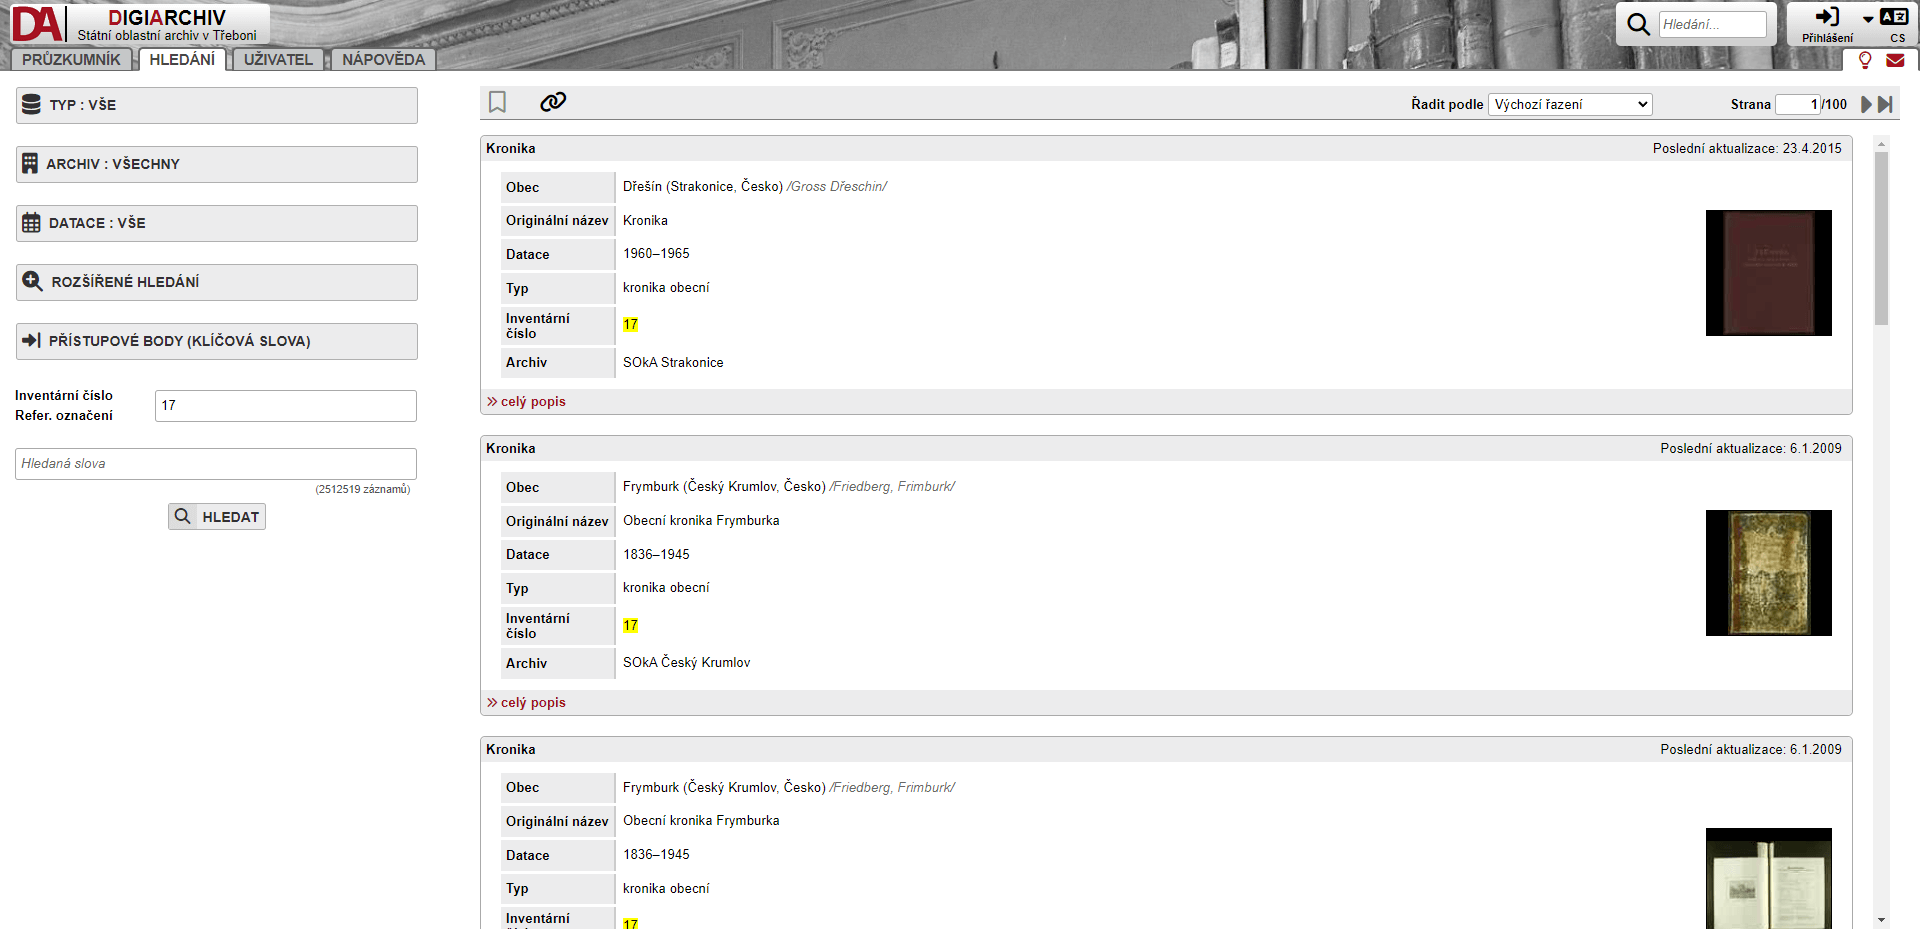 DA DIGIARCHIV
Státní oblastní archiv v Třeboni
Hledání...
Přihlášení
CS
PRŮZKUMNÍK HLEDÁNÍ UŽIVATEL NÁPOVĚDA
TYP : VŠE
ARCHIV : VŠECHNY
DATACE : VŠE
ROZŠÍŘENÉ HLEDÁNÍ
PŘÍSTUPOVÉ BODY (KLÍČOVÁ SLOVA)
Inventární číslo
Refer. označení
17
Hledaná slova
(2512519 záznamů)
HLEDAT
Řadit podle Výchozí řazení Strana 1/100
Kronika Poslední aktualizace: 23.4.2015
Obec Dřešín (Strakonice, Česko) /Gross Dřeschin/
Originální název Kronika
Datace 1960–1965
Typ kronika obecní
Inventární číslo 17
Archiv SOkA Strakonice
celý popis
Kronika Poslední aktualizace: 6.1.2009
Obec Frymburk (Český Krumlov, Česko) /Friedberg, Frimburk/
Originální název Obecní kronika Frymburka
Datace 1836–1945
Typ kronika obecní
Inventární číslo 17
Archiv SOkA Český Krumlov
celý popis
Kronika Poslední aktualizace: 6.1.2009
Obec Frymburk (Český Krumlov, Česko) /Friedberg, Frimburk/
Originální název Obecní kronika Frymburka
Datace 1836–1945
Typ kronika obecní
Inventární 17